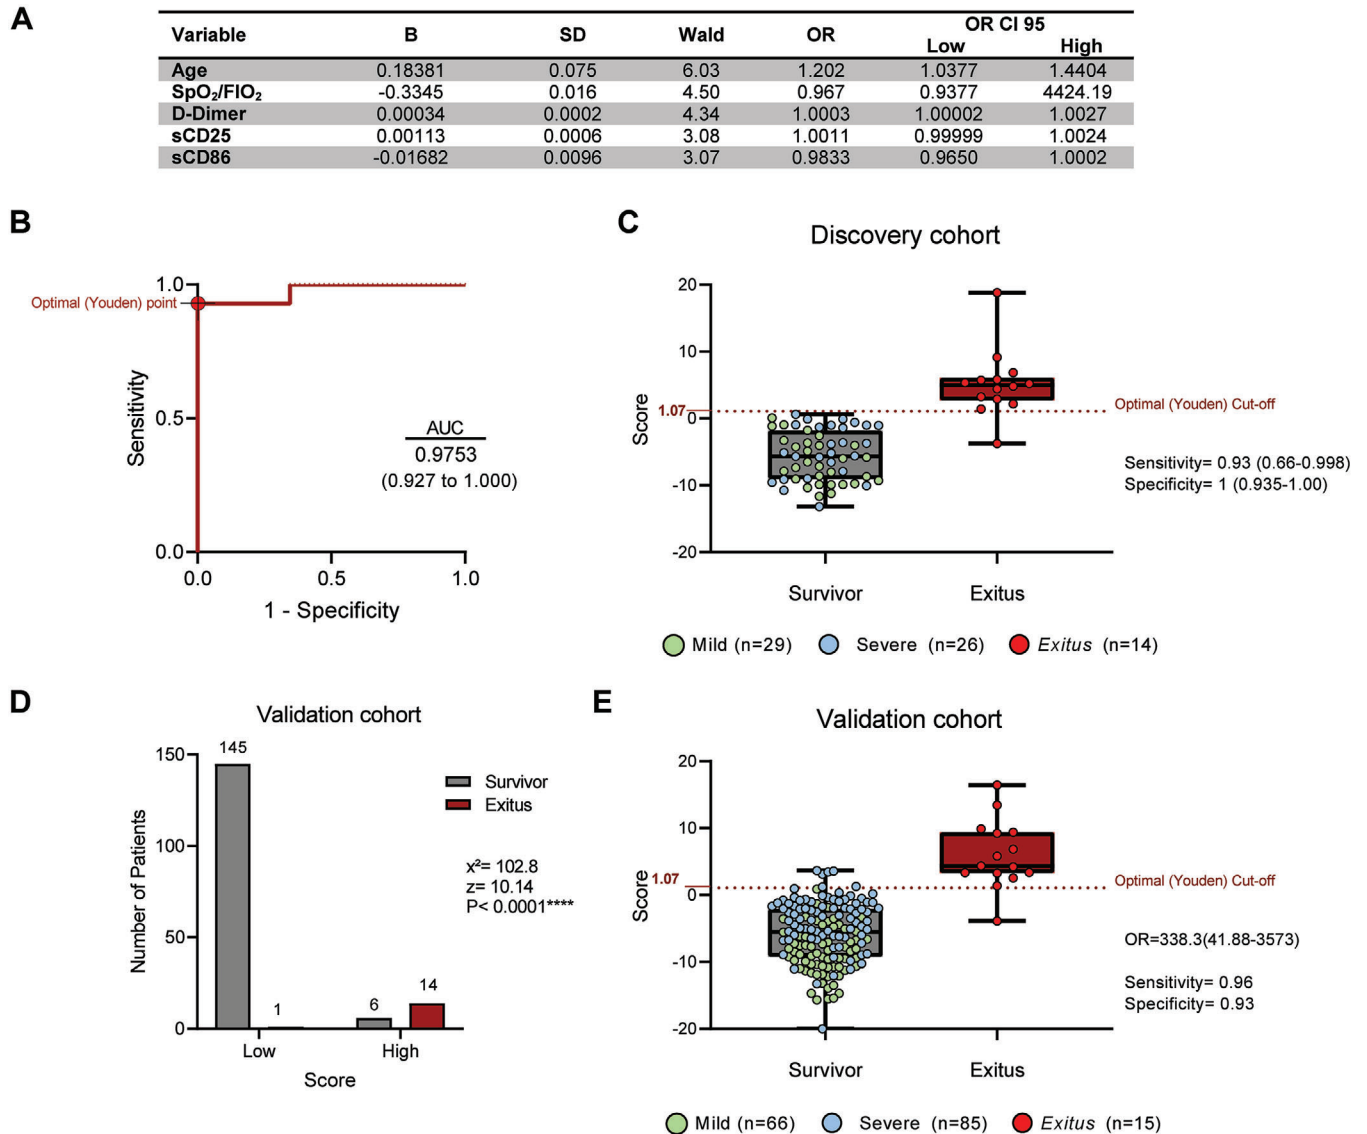 A
Variable B SD Wald OR OR CI 95
Low High
Age 0.18381 0.075 6.03 1.202 1.0377 1.4404
SpO₂/FIO₂ -0.3345 0.016 4.50 0.967 0.9377 4424.19
D-Dimer 0.00034 0.0002 4.34 1.0003 1.00002 1.0027
sCD25 0.00113 0.0006 3.08 1.0011 0.99999 1.0024
sCD86 -0.01682 0.0096 3.07 0.9833 0.9650 1.0002
B
Optimal (Youden) point
1.0
0.5
0.0
Sensitivity
AUC
0.9753
(0.927 to 1.000)
0.0 0.5 1.0
1 - Specificity
C
Discovery cohort
20
10
1.07
0
-10
-20
Score
Optimal (Youden) Cut-off
Sensitivity= 0.93 (0.66-0.998)
Specificity= 1 (0.935-1.00)
Survivor Exitus
Mild (n=29) Severe (n=26) Exitus (n=14)
D
Validation cohort
150
100
50
0
Number of Patients
145
1
6
14
Survivor
Exitus
x²= 102.8
z= 10.14
P< 0.0001****
Low High
Score
E
Validation cohort
20
10
1.07
0
-10
-20
Score
Optimal (Youden) Cut-off
OR=338.3(41.88-3573)
Sensitivity= 0.96
Specificity= 0.93
Survivor Exitus
Mild (n=66) Severe (n=85) Exitus (n=15)